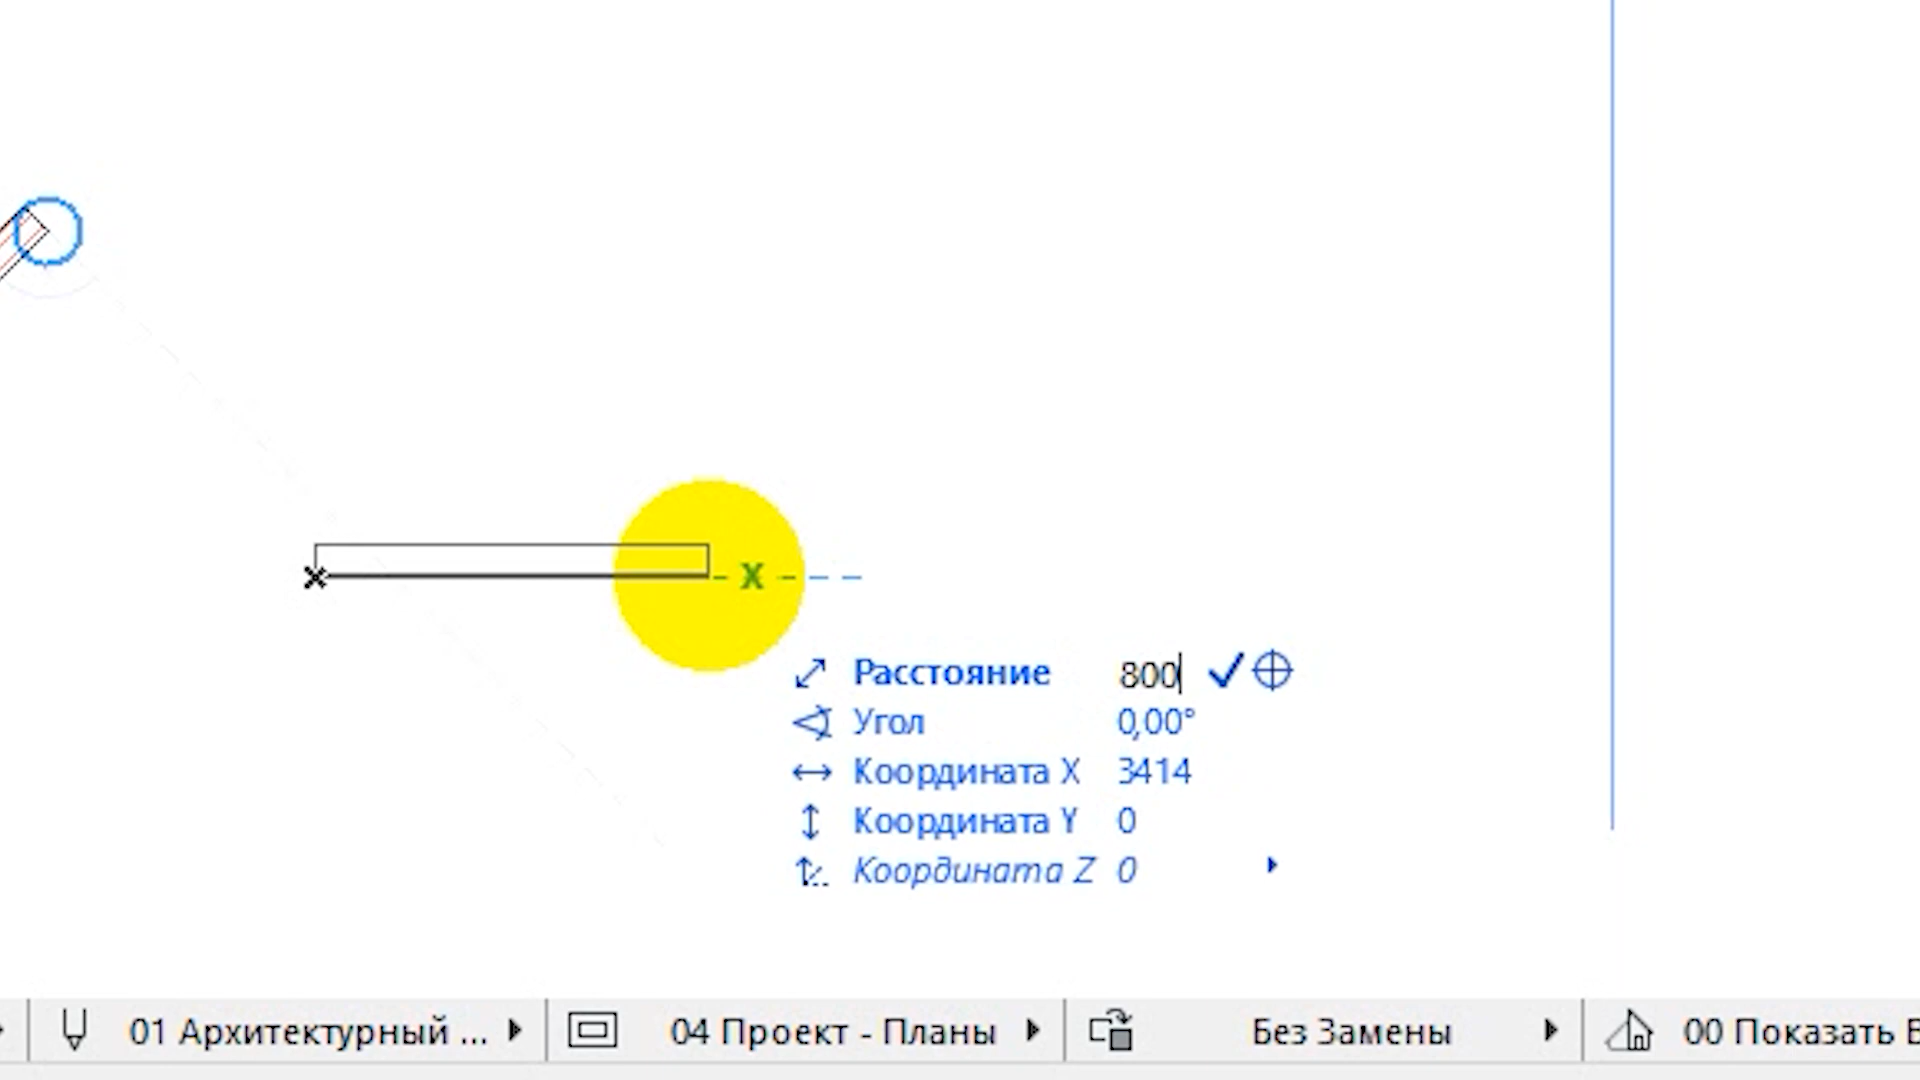 X
Расстояние 800
Угол 0,00°
Координата X 3414
Координата Y 0
Координата Z 0
01 Архитектурный ... 04 Проект - Планы Без Замены 00 Показать В